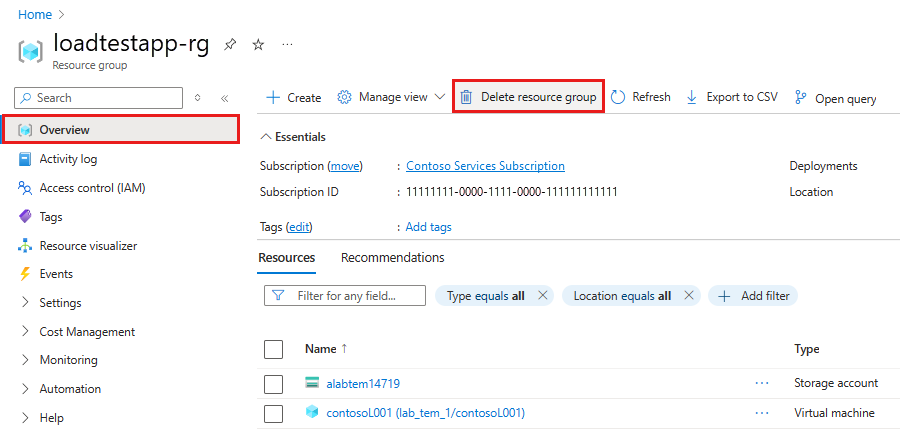 Home
loadtestapp-rg
Resource group
Search
Create
Manage view
Delete resource group
Refresh
Export to CSV
Open query
Overview
Activity log
Access control (IAM)
Tags
Resource visualizer
Events
Settings
Cost Management
Monitoring
Automation
Help
Essentials
Subscription (move) : Contoso Services Subscription
Deployments
Subscription ID : 11111111-0000-1111-0000-111111111111
Location
Tags (edit) : Add tags
Resources Recommendations
Filter for any field... Type equals all Location equals all Add filter
Name ↑ Type
alabtem14719 ... Storage account
contosoL001 (lab_tem_1/contosoL001) ... Virtual machine